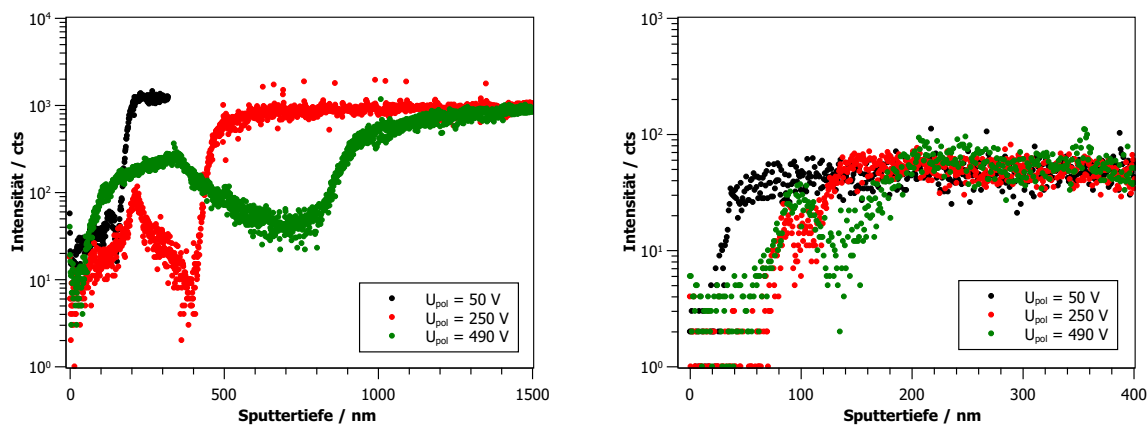 10⁴
10³
10²
10¹
10⁰
Intensität / cts
0
500
1000
1500
Sputtertiefe / nm
U_pol = 50 V
U_pol = 250 V
U_pol = 490 V
10³
10²
10¹
10⁰
Intensität / cts
0
100
200
300
400
Sputtertiefe / nm
U_pol = 50 V
U_pol = 250 V
U_pol = 490 V